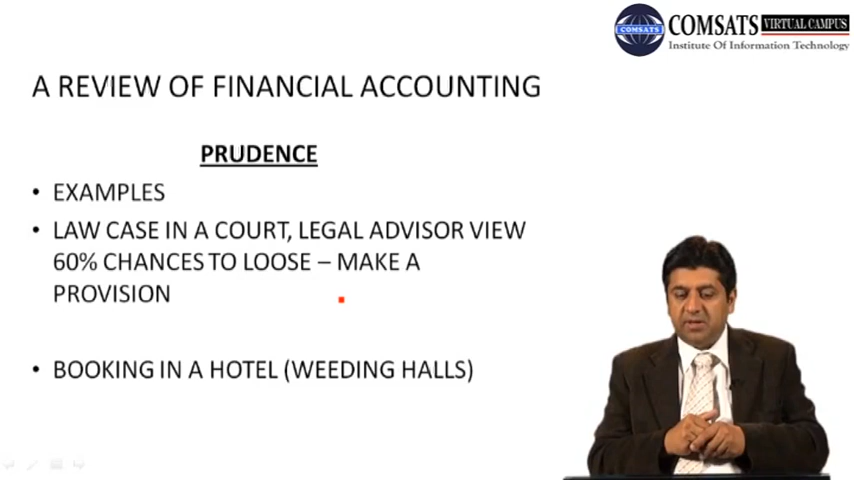 COMSATS VIRTUAL CAMPUS
COMSATS
Institute Of Information Technology
A REVIEW OF FINANCIAL ACCOUNTING
PRUDENCE
• EXAMPLES
• LAW CASE IN A COURT, LEGAL ADVISOR VIEW
60% CHANCES TO LOOSE – MAKE A
PROVISION
• BOOKING IN A HOTEL (WEEDING HALLS)